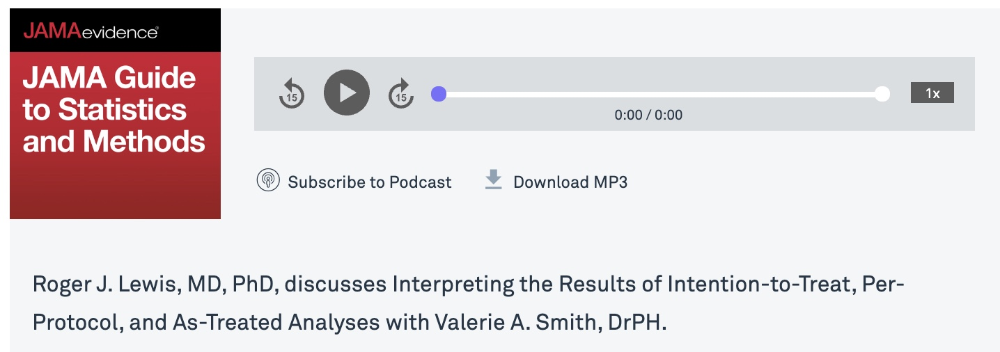 JAMAevidence®
JAMA Guide
to Statistics
and Methods
15
15
1x
0:00 / 0:00
Subscribe to Podcast
Download MP3
Roger J. Lewis, MD, PhD, discusses Interpreting the Results of Intention-to-Treat, Per-
Protocol, and As-Treated Analyses with Valerie A. Smith, DrPH.